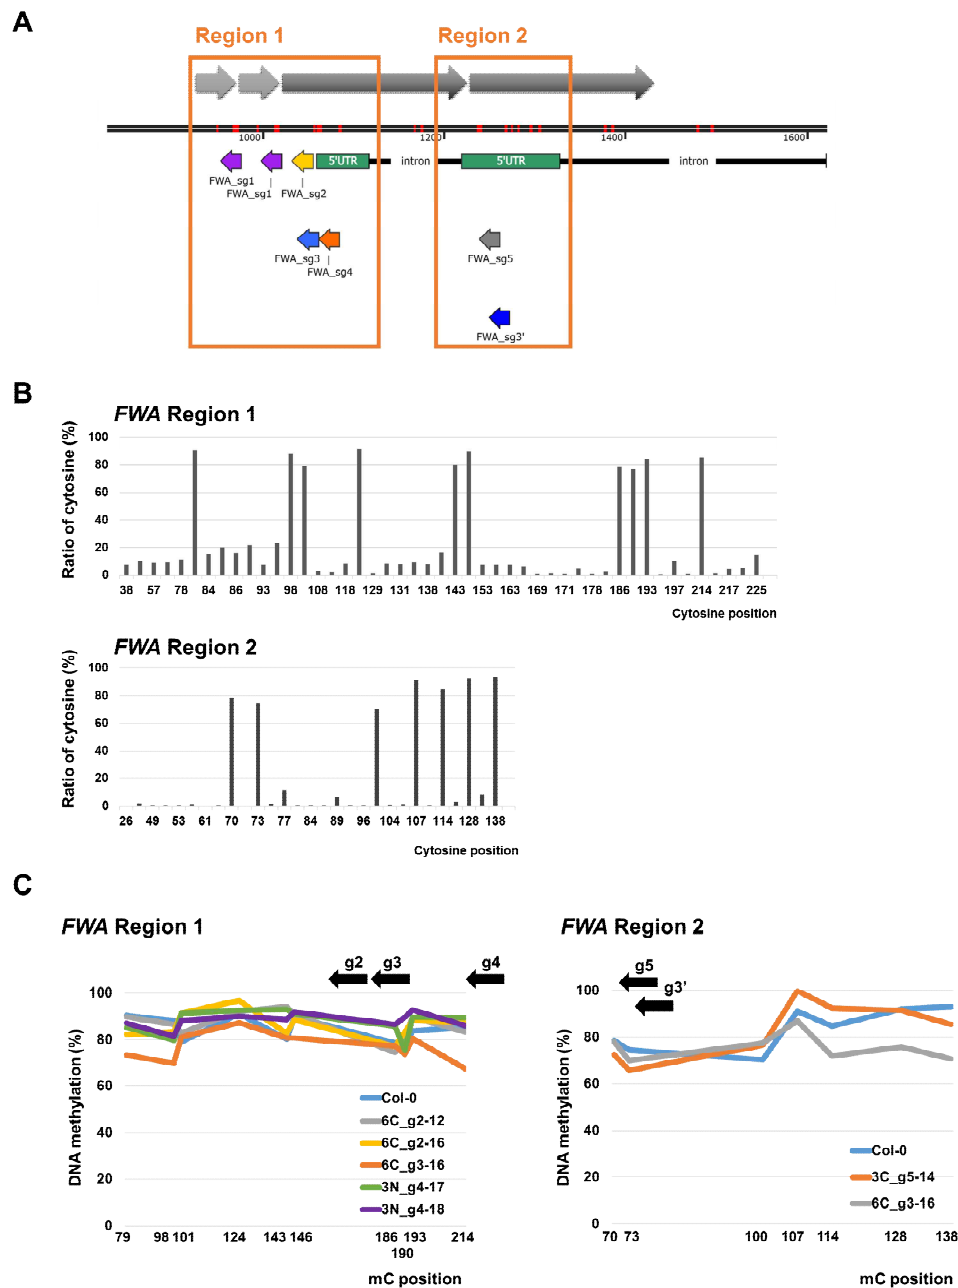 A
Region 1
Region 2
1000
1200
1400
1600
5'UTR
intron
5'UTR
intron
FWA_sg1
FWA_sg1
FWA_sg2
FWA_sg3
FWA_sg4
FWA_sg5
FWA_sg3'
B
FWA Region 1
Ratio of cytosine (%)
100
80
60
40
20
0
38 57 78 84 86 93 98 108 118 129 131 138 143 153 163 169 171 178 186 193 197 214 217 225
Cytosine position
FWA Region 2
Ratio of cytosine (%)
100
80
60
40
20
0
26 49 53 61 70 73 77 84 89 96 104 107 114 128 138
Cytosine position
C
FWA Region 1
g2 g3 g4
DNA methylation (%)
100
80
60
40
20
0
Col-0
6C_g2-12
6C_g2-16
6C_g3-16
3N_g4-17
3N_g4-18
79 98 101 124 143 146 186 193 214
190
mC position
FWA Region 2
g5
g3'
DNA methylation (%)
100
80
60
40
20
0
Col-0
3C_g5-14
6C_g3-16
70 73 100 107 114 128 138
mC position